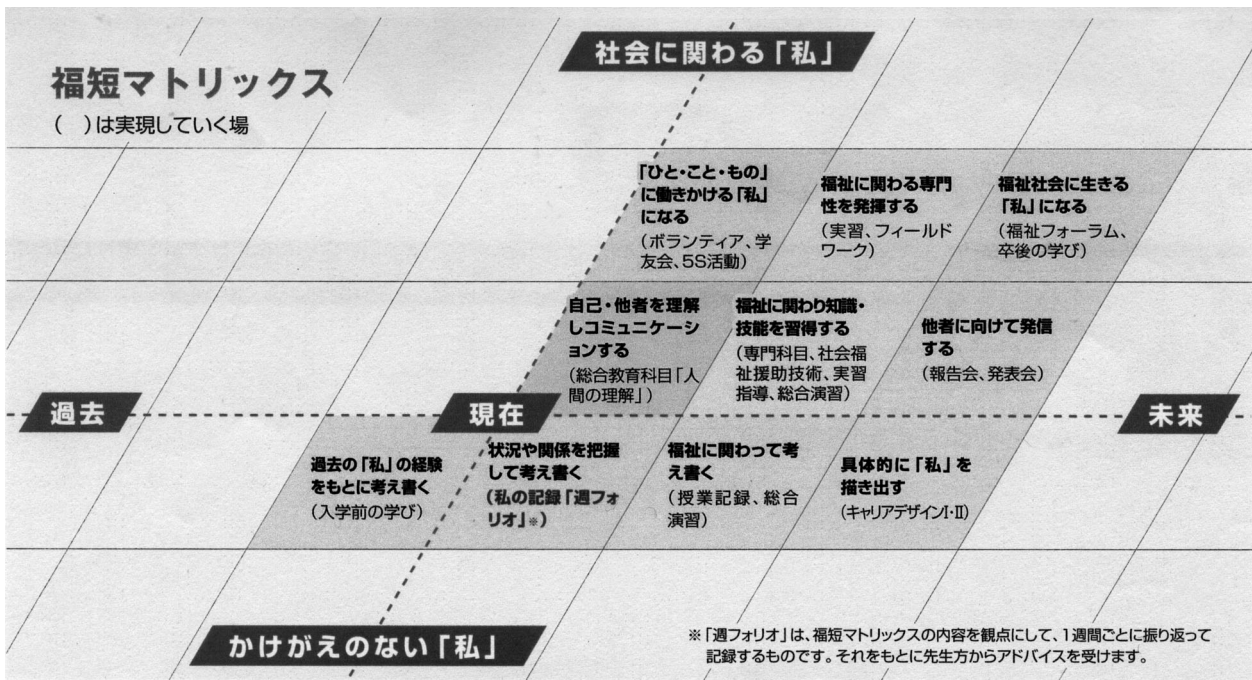 社会に関わる「私」
福短マトリックス
(　)は実現していく場
「ひと・こと・もの」
に働きかける「私」
になる
(ボランティア、学
友会、5S活動)
福祉に関わる専門
性を発揮する
(実習、フィールド
ワーク)
福祉社会に生きる
「私」になる
(福祉フォーラム、
卒後の学び)
自己・他者を理解
しコミュニケーシ
ョンする
(総合教育科目「人
間の理解」)
福祉に関わり知識・
技能を習得する
(専門科目、社会福
祉援助技術、実習
指導、総合演習)
他者に向けて発信
する
(報告会、発表会)
過去
現在
未来
過去の「私」の経験
をもとに考え書く
(入学前の学び)
状況や関係を把握
して考え書く
(私の記録「週フォ
リオ」※)
福祉に関わって考
え書く
(授業記録、総合
演習)
具体的に「私」を
描き出す
(キャリアデザインⅠ・Ⅱ)
かけがえのない「私」
※「週フォリオ」は、福短マトリックスの内容を観点にして、1週間ごとに振り返って
記録するものです。それをもとに先生方からアドバイスを受けます。